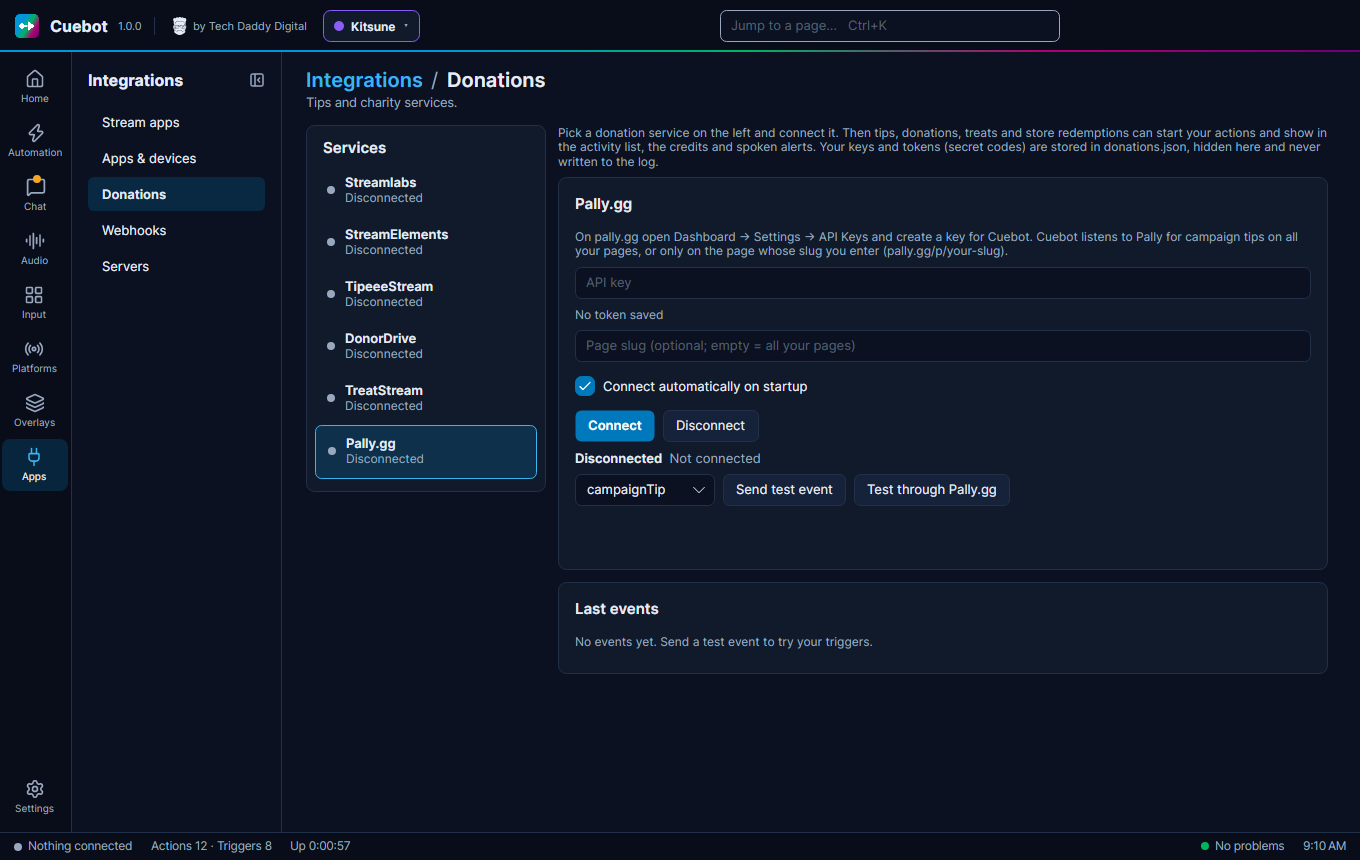 Cuebot 1.0.0 by Tech Daddy Digital Kitsune
Jump to a page... Ctrl+K
Home
Automation
Chat
Audio
Input
Platforms
Overlays
Apps
Settings
Integrations
Stream apps
Apps & devices
Donations
Webhooks
Servers
Integrations / Donations
Tips and charity services.
Services
Streamlabs
Disconnected
StreamElements
Disconnected
TipeeeStream
Disconnected
DonorDrive
Disconnected
TreatStream
Disconnected
Pally.gg
Disconnected
Pick a donation service on the left and connect it. Then tips, donations, treats and store redemptions can start your actions and show in
the activity list, the credits and spoken alerts. Your keys and tokens (secret codes) are stored in donations.json, hidden here and never
written to the log.
Pally.gg
On pally.gg open Dashboard → Settings → API Keys and create a key for Cuebot. Cuebot listens to Pally for campaign tips on all
your pages, or only on the page whose slug you enter (pally.gg/p/your-slug).
API key
No token saved
Page slug (optional; empty = all your pages)
Connect automatically on startup
Connect Disconnect
Disconnected Not connected
campaignTip Send test event Test through Pally.gg
Last events
No events yet. Send a test event to try your triggers.
Nothing connected Actions 12 · Triggers 8 Up 0:00:57 No problems 9:10 AM